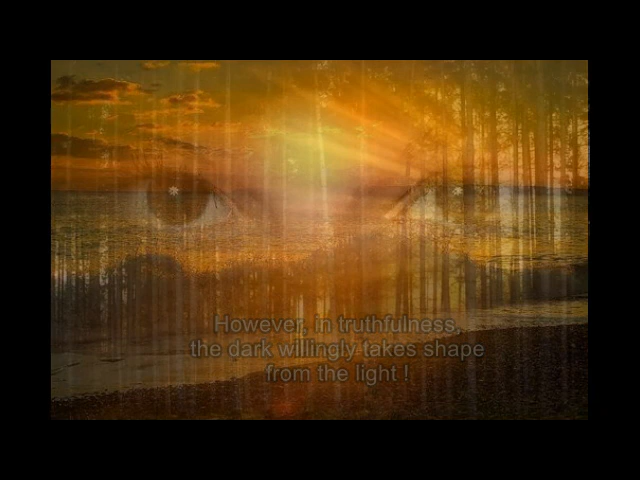 However, in truthfulness,
the dark willingly takes shape
from the light !